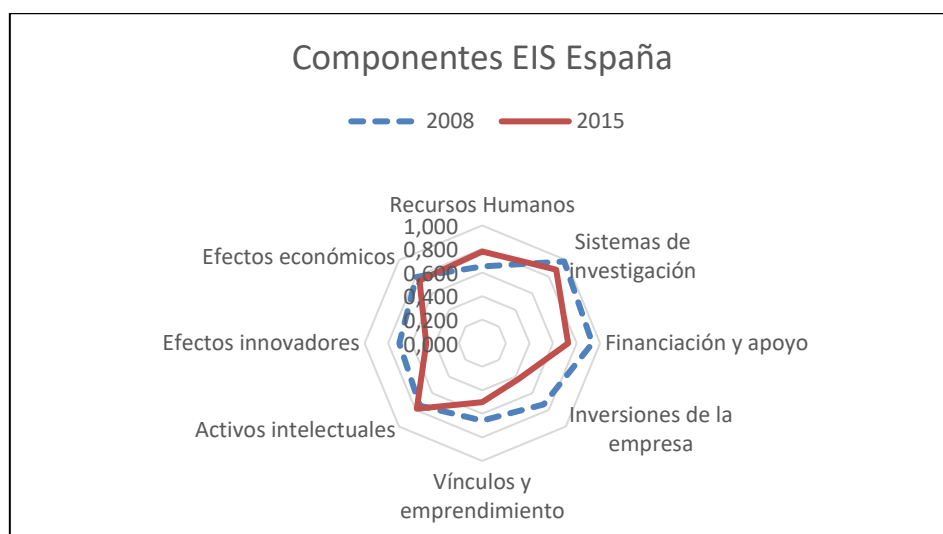 Componentes EIS España
2008 2015
Recursos Humanos
1,000
0,800
0,600
0,400
0,200
0,000
Sistemas de
investigación
Financiación y apoyo
Inversiones de la
empresa
Vínculos y
emprendimiento
Activos intelectuales
Efectos innovadores
Efectos económicos